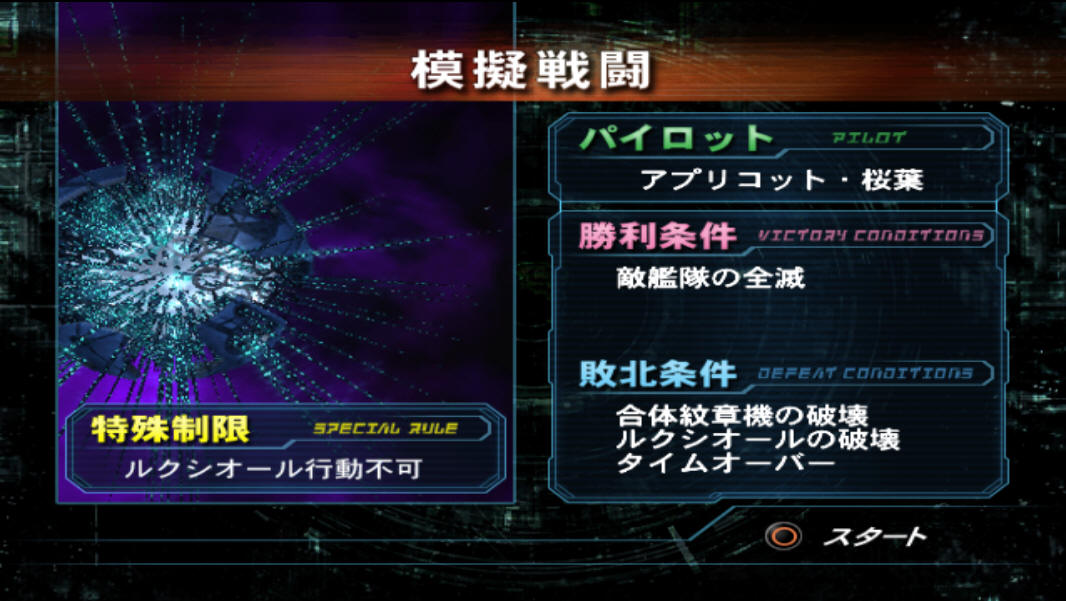 模擬戦闘
パイロット PILOT
アプリコット・桜葉
勝利条件 VICTORY CONDITIONS
敵艦隊の全滅
敗北条件 DEFEAT CONDITIONS
合体紋章機の破壊
ルクシオールの破壊
タイムオーバー
特殊制限 SPECIAL RULE
ルクシオール行動不可
スタート